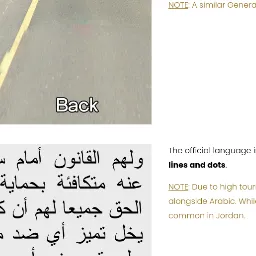 NOTE: A similar Genera
Back
ولهم القانون أمام
عنه متكافئة بحماية
الحق جميعا لهم أن
يخل تميز أي ضد
The official language i
lines and dots.
NOTE: Due to high tour
alongside Arabic. Whil
common in Jordan.